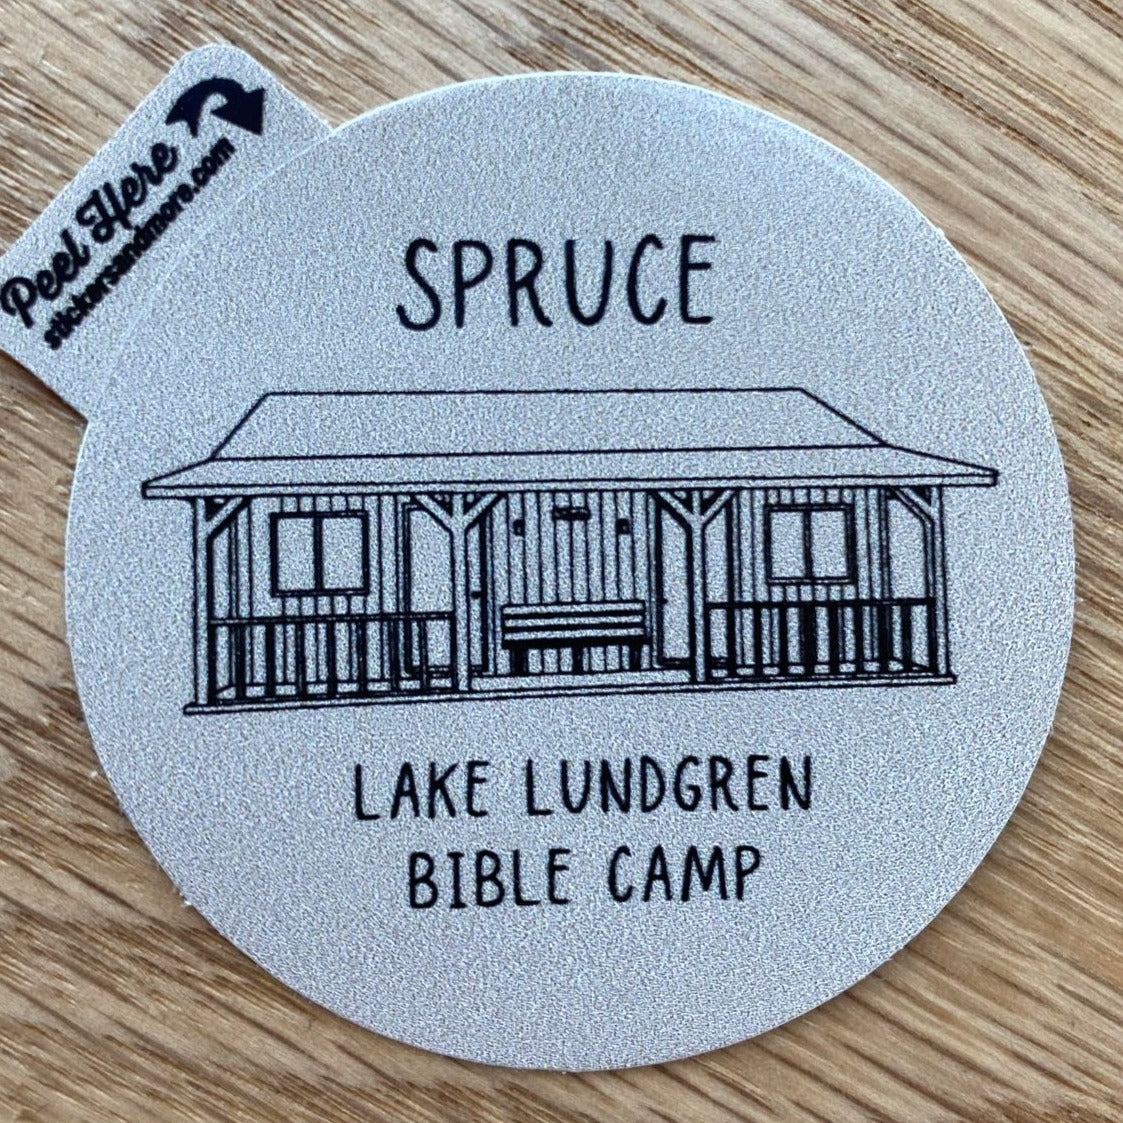 Peel Here
stickersandmore.com
SPRUCE
LAKE LUNDGREN
BIBLE CAMP